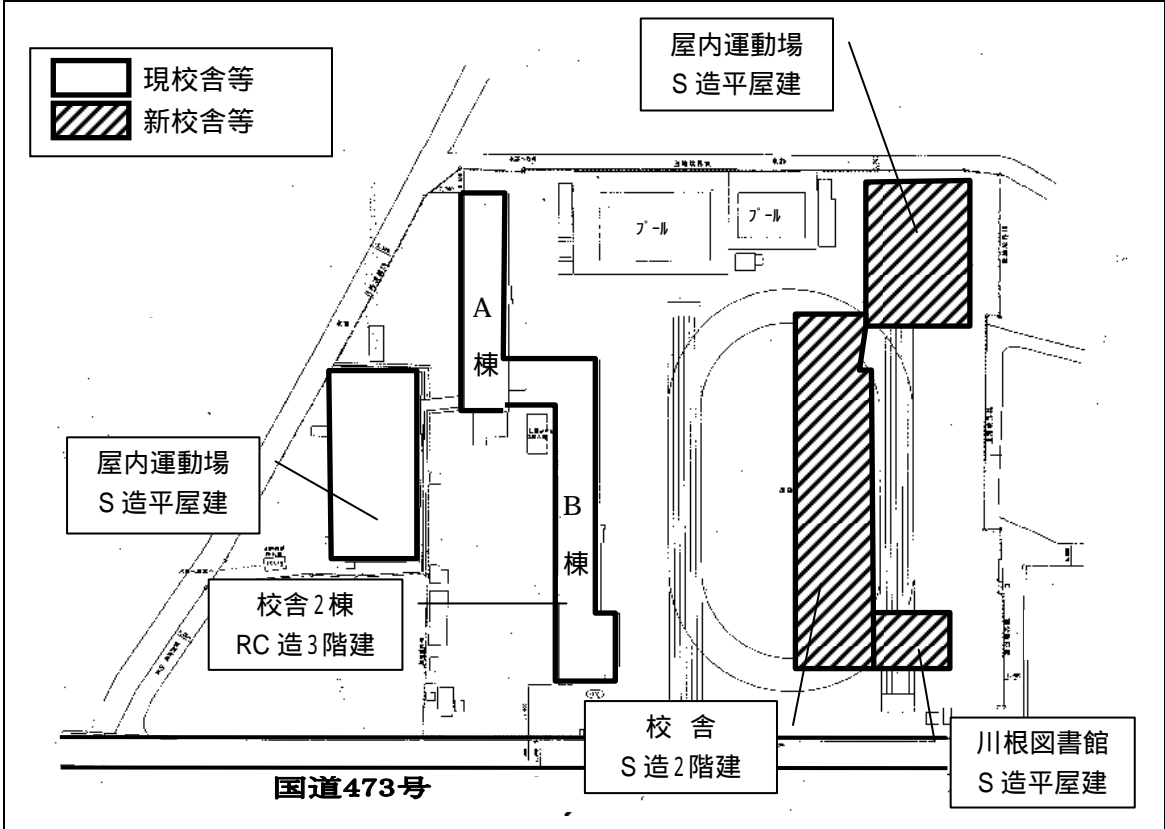 現校舎等
新校舎等
屋内運動場
S造平屋建
プール
プール
A
棟
屋内運動場
S造平屋建
B
棟
校舎2棟
RC造3階建
校 舎
S造2階建
川根図書館
S造平屋建
国道473号